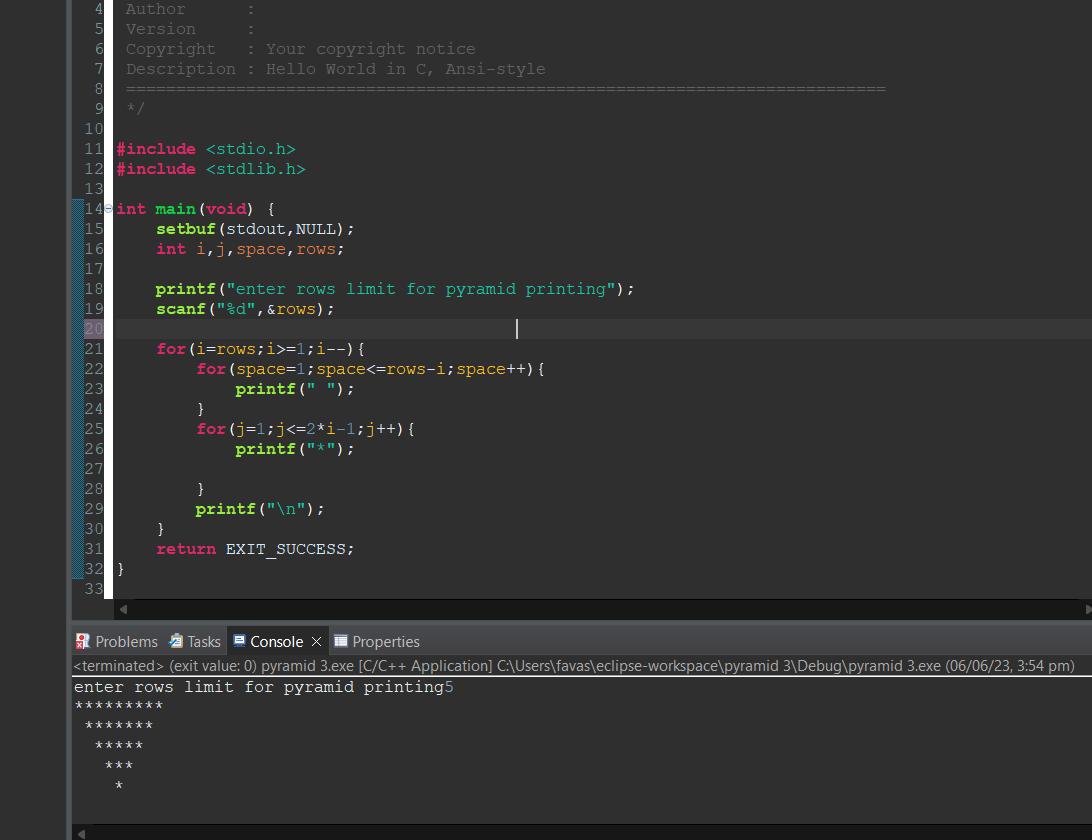 4 Author      :
5 Version     :
6 Copyright   : Your copyright notice
7 Description : Hello World in C, Ansi-style
8 ============================================================================
9 */
10
11 #include <stdio.h>
12 #include <stdlib.h>
13
14 int main(void) {
15     setbuf(stdout,NULL);
16     int i,j,space,rows;
17
18     printf("enter rows limit for pyramid printing");
19     scanf("%d",&rows);
20
21     for(i=rows;i>=1;i--){
22         for(space=1;space<=rows-i;space++){
23             printf(" ");
24         }
25         for(j=1;j<=2*i-1;j++){
26             printf("*");
27
28         }
29         printf("\n");
30     }
31     return EXIT_SUCCESS;
32 }
33
Problems Tasks Console Properties
<terminated> (exit value: 0) pyramid 3.exe [C/C++ Application] C:\Users\favas\eclipse-workspace\pyramid 3\Debug\pyramid 3.exe (06/06/23, 3:54 pm)
enter rows limit for pyramid printing5
*********
 *******
  *****
   ***
    *